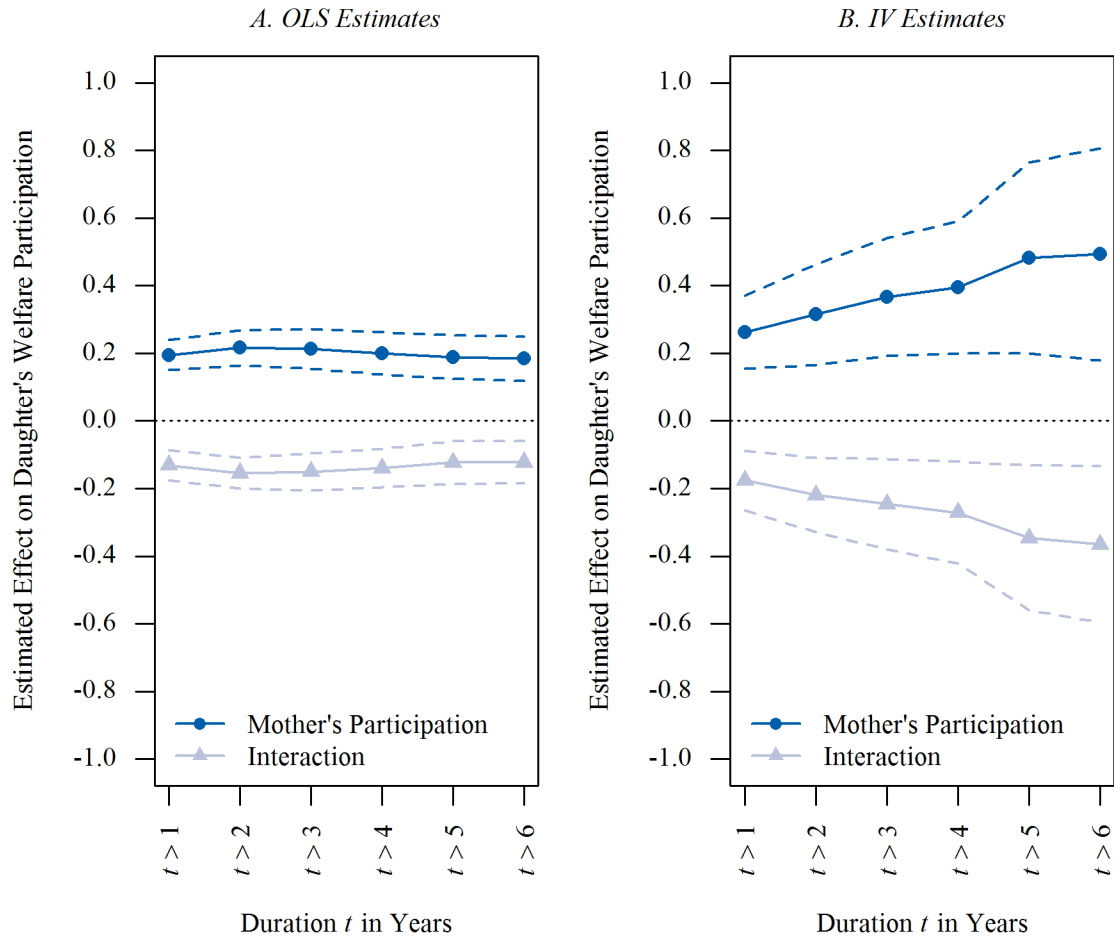 A. OLS Estimates
Estimated Effect on Daughter's Welfare Participation
1.0
0.8
0.6
0.4
0.2
0.0
-0.2
-0.4
-0.6
-0.8
-1.0
Mother's Participation
Interaction
t > 1
t > 2
t > 3
t > 4
t > 5
t > 6
Duration t in Years
B. IV Estimates
Estimated Effect on Daughter's Welfare Participation
1.0
0.8
0.6
0.4
0.2
0.0
-0.2
-0.4
-0.6
-0.8
-1.0
Mother's Participation
Interaction
t > 1
t > 2
t > 3
t > 4
t > 5
t > 6
Duration t in Years